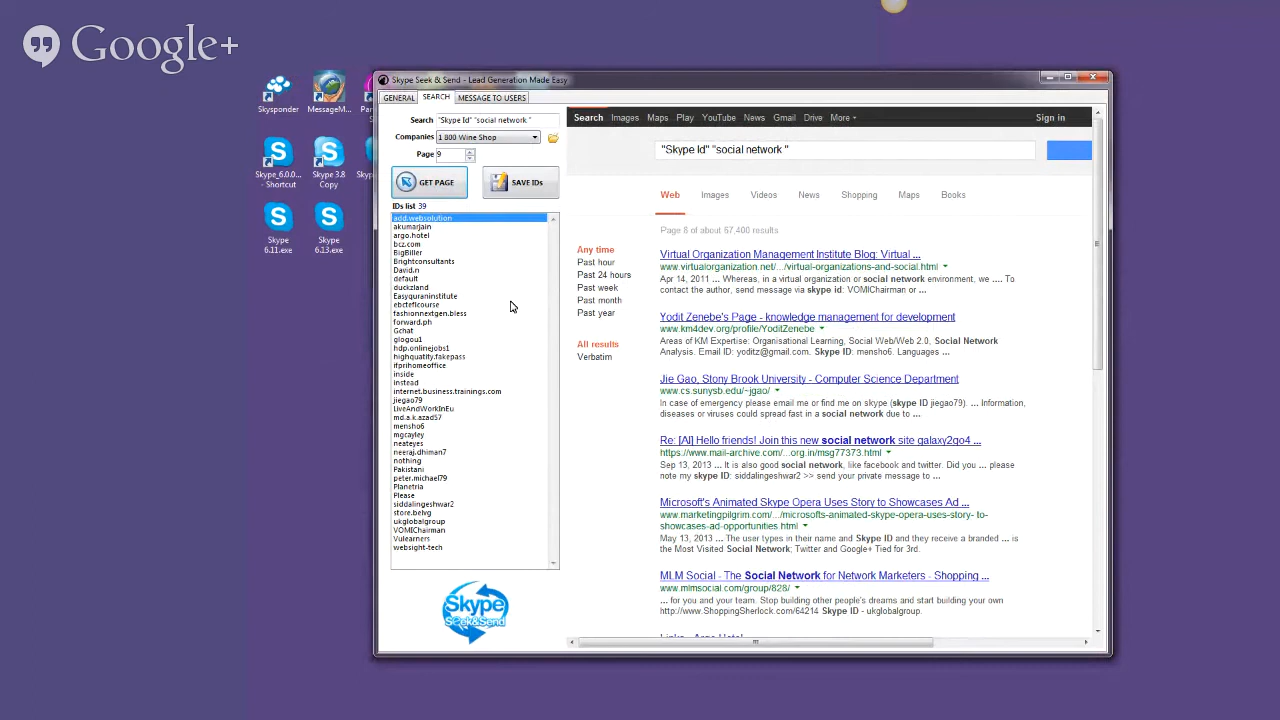 Google+
Skysponder
MessageM...
Skype_6.0.0...
- Shortcut
Skype 3.8
Copy
Skype
6.11.exe
Skype
6.13.exe
Skype Seek & Send - Lead Generation Made Easy
GENERAL
SEARCH
MESSAGE TO USERS
Search
"Skype Id" "social network "
Companies
1 800 Wine Shop
Page
9
GET PAGE
SAVE IDs
IDs list 39
add.websolution
akumarjain
argo.hotel
bcz.com
BigBiller
Brightconsultants
David.n
default
duckzland
Easyquraninstitute
ebcteflcourse
fashionnextgen.bless
forward.ph
Gchat
glogou1
hdp.onlinejobs1
highquatity.fakepass
ifprihomeoffice
inside
instead
internet.business.trainings.com
jiegao79
LiveAndWorkInEu
md.a.k.azad57
mensho6
mgcayley
neateyes
neeraj.dhiman7
nothing
Pakistani
peter.michael79
Planetria
Please
siddalingeshwar2
store.belvg
ukglobalgroup
VOMIChairman
Vulearners
websight-tech
Skype
Seek&Send
Search Images Maps Play YouTube News Gmail Drive More Sign in
"Skype Id" "social network "
Web Images Videos News Shopping Maps Books
Page 8 of about 57,400 results
Any time
Past hour
Past 24 hours
Past week
Past month
Past year
All results
Verbatim
Virtual Organization Management Institute Blog: Virtual ...
www.virtualorganization.net/.../virtual-organizations-and-social.html
Apr 14, 2011 ... Whereas, in a virtual organization or social network environment, we .... To
contact the author, send message via skype id: VOMIChairman or ...
Yodit Zenebe's Page - knowledge management for development
www.km4dev.org/profile/YoditZenebe
Areas of KM Expertise: Organisational Learning, Social Web/Web 2.0, Social Network
Analysis. Email ID: yoditz@gmail.com. Skype ID: mensho6. Languages ...
Jie Gao, Stony Brook University - Computer Science Department
www.cs.sunysb.edu/~jgao/
In case of emergency please email me or find me on skype (skype ID jiegao79). ... Information,
diseases or viruses could spread fast in a social network due to ...
Re: [AI] Hello friends! Join this new social network site galaxy2go4 ...
https://www.mail-archive.com/...org.in/msg77373.html
Sep 13, 2013 ... It is also good social network, like facebook and twitter. Did you ... please
note my skype ID: siddalingeshwar2 >> send your private message to ...
Microsoft's Animated Skype Opera Uses Story to Showcases Ad ...
www.marketingpilgrim.com/.../microsofts-animated-skype-opera-uses-story- to-
showcases-ad-opportunities html
May 13, 2013 ... The user types in their name and Skype ID and they receive a branded ... is
the Most Visited Social Network; Twitter and Google+ Tied for 3rd.
MLM Social - The Social Network for Network Marketers - Shopping ...
www.mlmsocial.com/group/828/
... for you and your team. Stop building other people's dreams and start building your own
http://www.ShoppingSherlock.com/64214 Skype ID - ukglobalgroup.